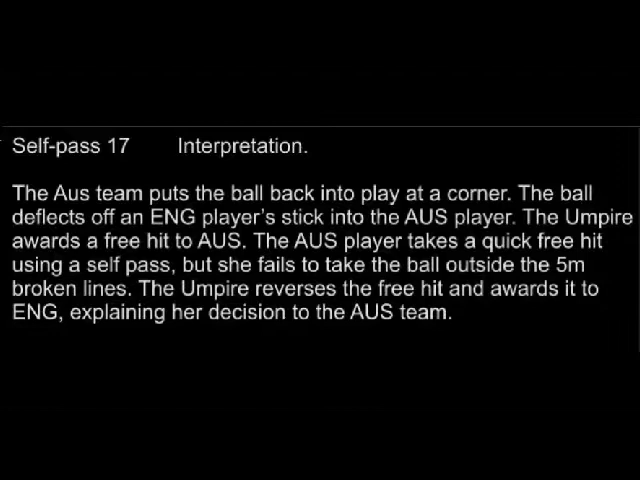 Self-pass 17 Interpretation.
The Aus team puts the ball back into play at a corner. The ball
deflects off an ENG player's stick into the AUS player. The Umpire
awards a free hit to AUS. The AUS player takes a quick free hit
using a self pass, but she fails to take the ball outside the 5m
broken lines. The Umpire reverses the free hit and awards it to
ENG, explaining her decision to the AUS team.